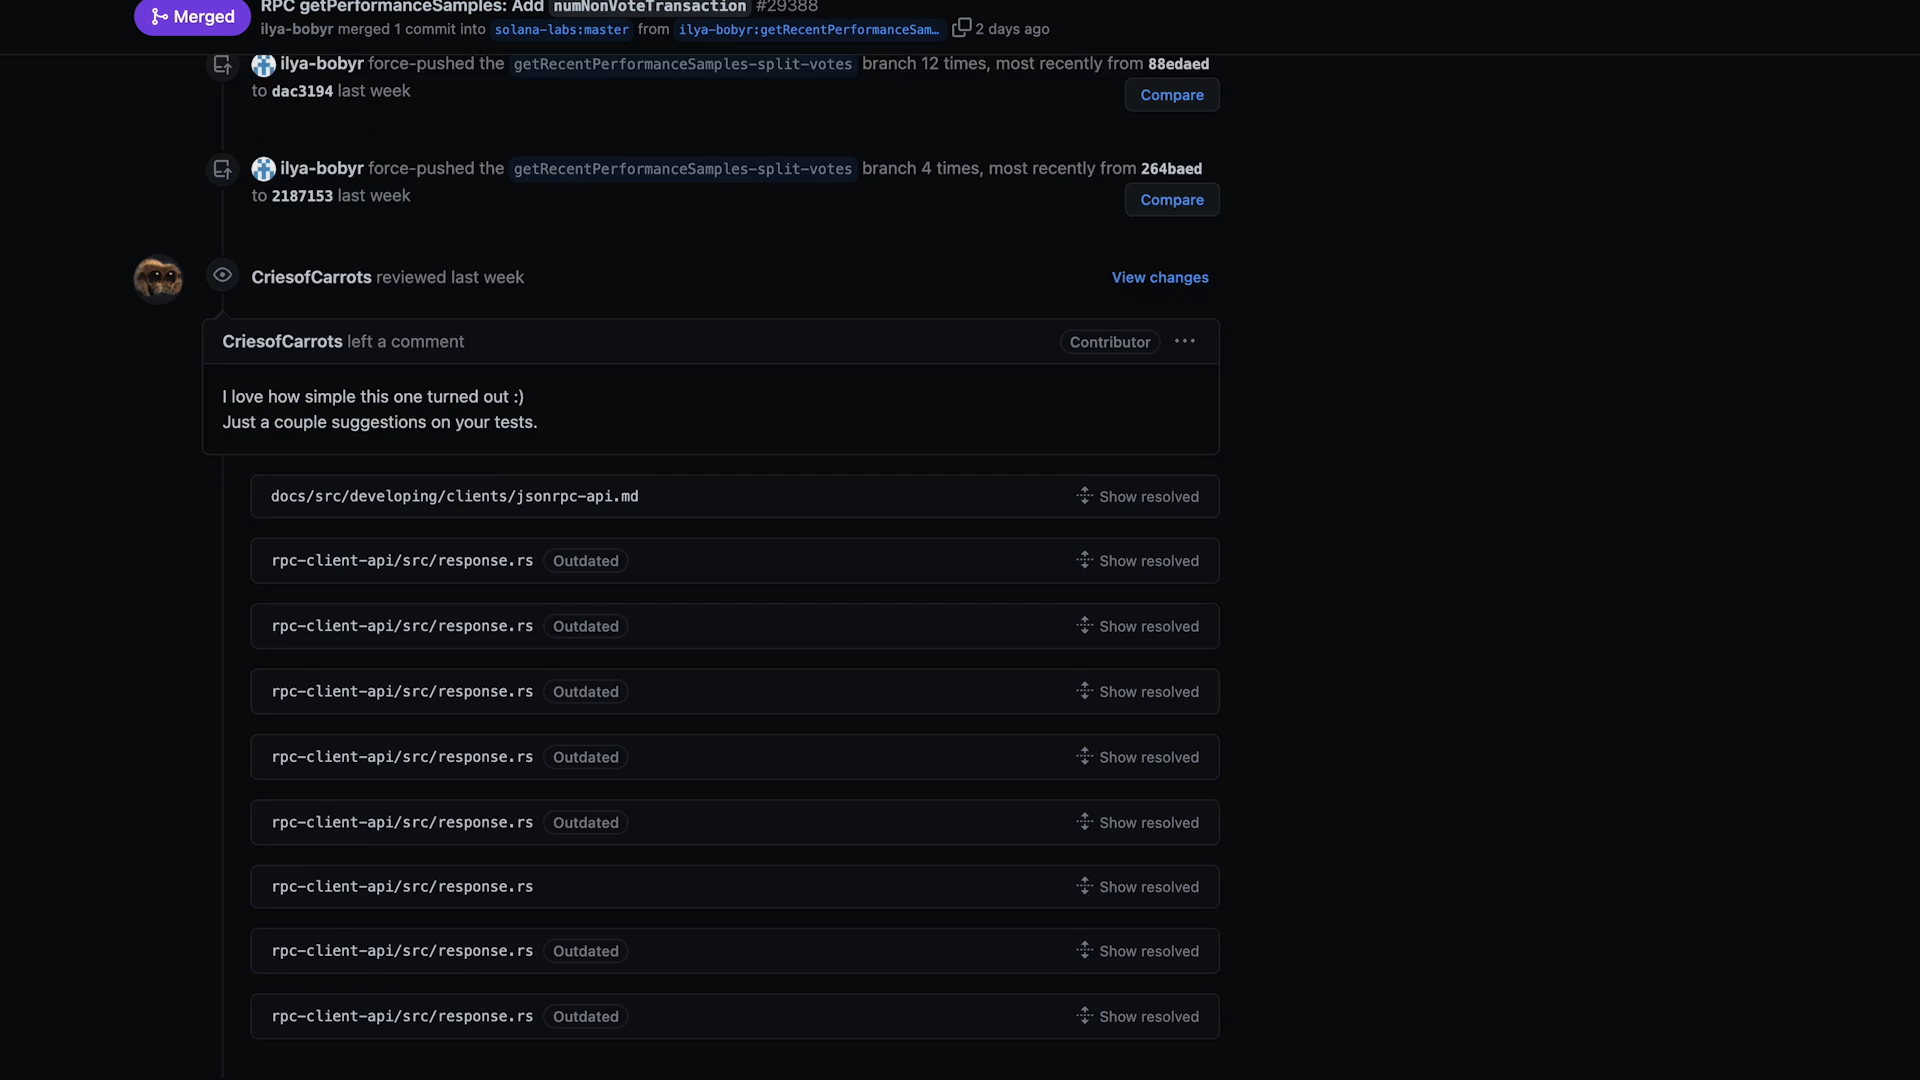 Merged
RPC getPerformanceSamples: Add numNonVoteTransaction #29388
ilya-bobyr merged 1 commit into solana-labs:master from ilya-bobyr:getRecentPerformanceSam… 2 days ago
ilya-bobyr force-pushed the getRecentPerformanceSamples-split-votes branch 12 times, most recently from 88edaed
to dac3194 last week
Compare
ilya-bobyr force-pushed the getRecentPerformanceSamples-split-votes branch 4 times, most recently from 264baed
to 2187153 last week
Compare
CriesofCarrots reviewed last week
View changes
CriesofCarrots left a comment
Contributor
I love how simple this one turned out :)
Just a couple suggestions on your tests.
docs/src/developing/clients/jsonrpc-api.md Show resolved
rpc-client-api/src/response.rs Outdated Show resolved
rpc-client-api/src/response.rs Outdated Show resolved
rpc-client-api/src/response.rs Outdated Show resolved
rpc-client-api/src/response.rs Outdated Show resolved
rpc-client-api/src/response.rs Outdated Show resolved
rpc-client-api/src/response.rs Show resolved
rpc-client-api/src/response.rs Outdated Show resolved
rpc-client-api/src/response.rs Outdated Show resolved